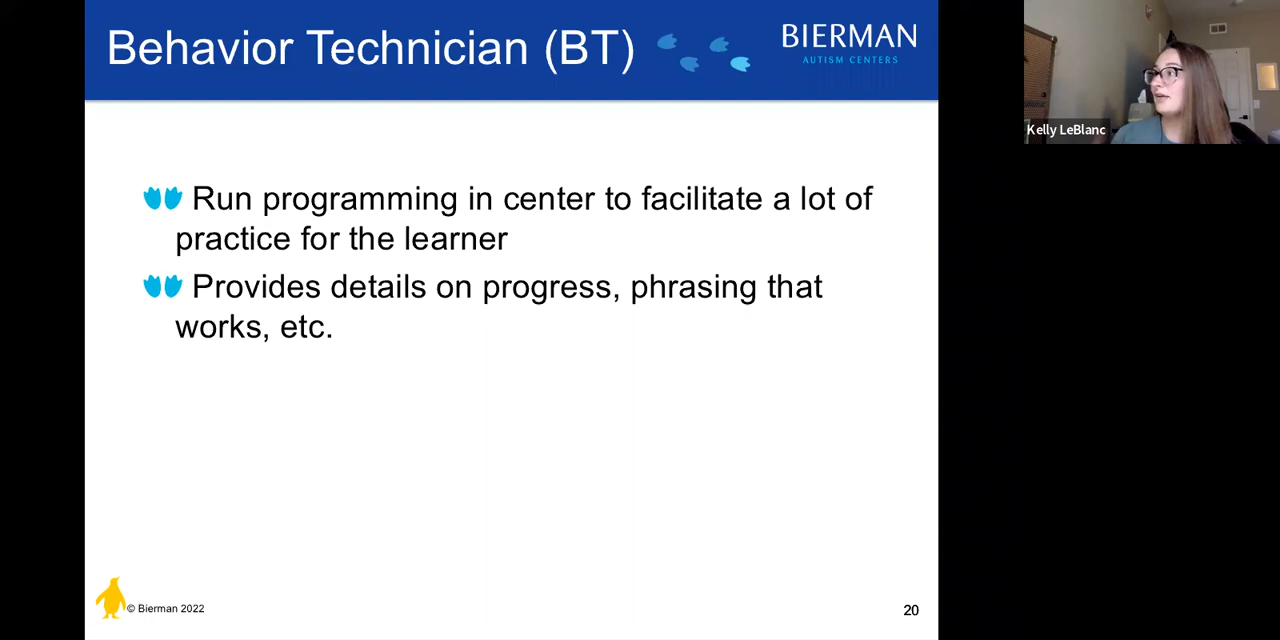 Behavior Technician (BT)
BIERMAN
AUTISM CENTERS
Kelly LeBlanc
Run programming in center to facilitate a lot of
practice for the learner
Provides details on progress, phrasing that
works, etc.
© Bierman 2022
20